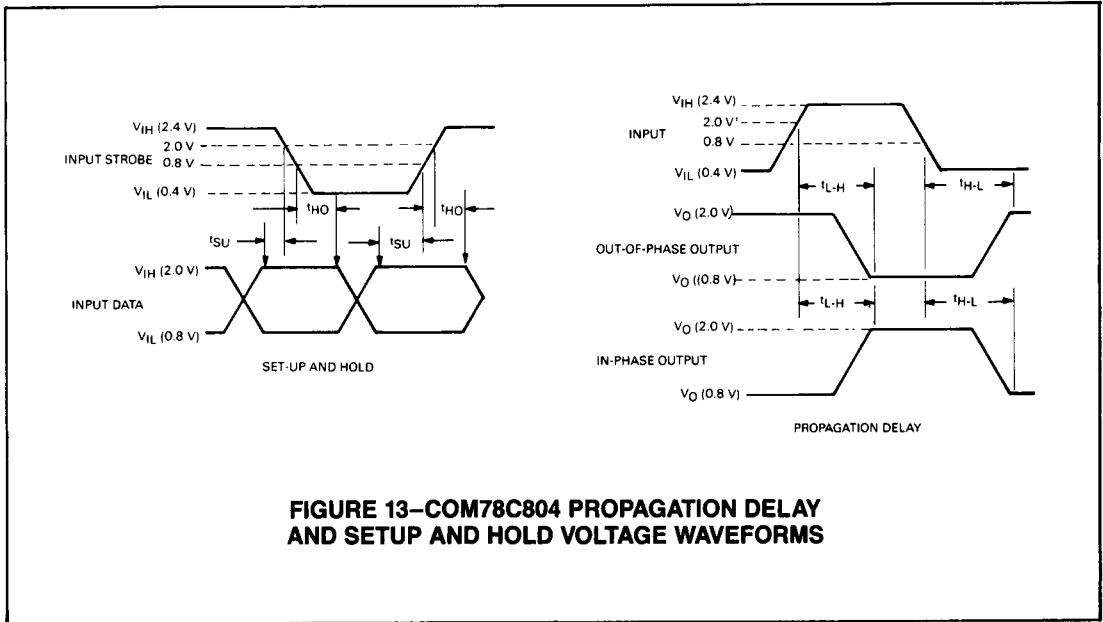 VIH (2.4 V)
2.0 V
INPUT STROBE
0.8 V
VIL (0.4 V)
tHO
tHO
tSU
tSU
VIH (2.0 V)
INPUT DATA
VIL (0.8 V)
SET-UP AND HOLD
VIH (2.4 V)
2.0 V'
INPUT
0.8 V
VIL (0.4 V)
tL-H
tH-L
VO (2.0 V)
OUT-OF-PHASE OUTPUT
VO ((0.8 V)
tL-H
tH-L
VO (2.0 V)
IN-PHASE OUTPUT
VO (0.8 V)
PROPAGATION DELAY
FIGURE 13–COM78C804 PROPAGATION DELAY
AND SETUP AND HOLD VOLTAGE WAVEFORMS